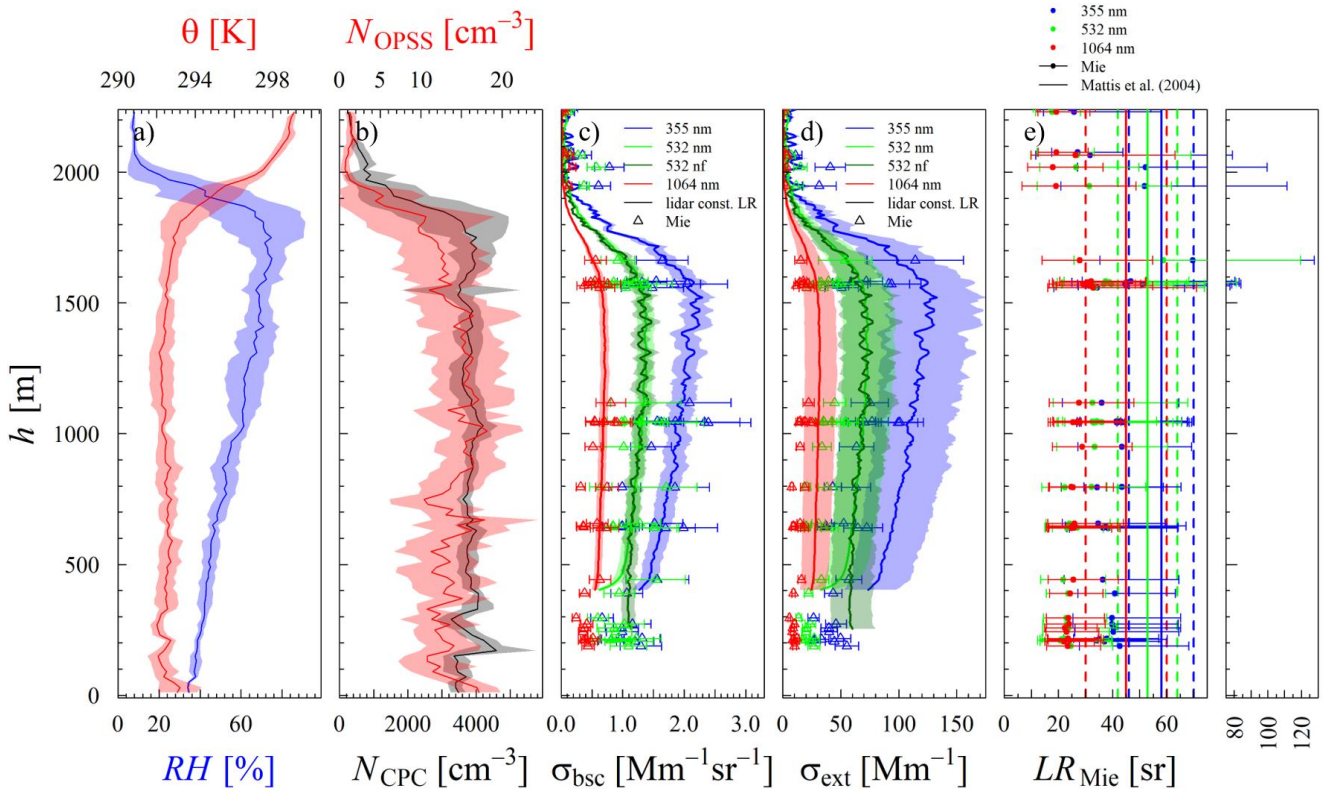 θ [K]
290 294 298
N_OPSS [cm⁻³]
0 10 20
355 nm
532 nm
1064 nm
Mie
Mattis et al. (2004)
a)
b)
c)
355 nm
532 nm
532 nf
1064 nm
lidar const. LR
Mie
d)
355 nm
532 nm
532 nf
1064 nm
lidar const. LR
Mie
e)
h [m]
2000
1500
1000
500
0
0 20 60
RH [%]
0 2000 4000
N_CPC [cm⁻³]
0.0 1.0 2.0 3.0
σ_bsc [Mm⁻¹sr⁻¹]
0 50 100 150
σ_ext [Mm⁻¹]
0 20 40 60
LR_Mie [sr]
80 100 120